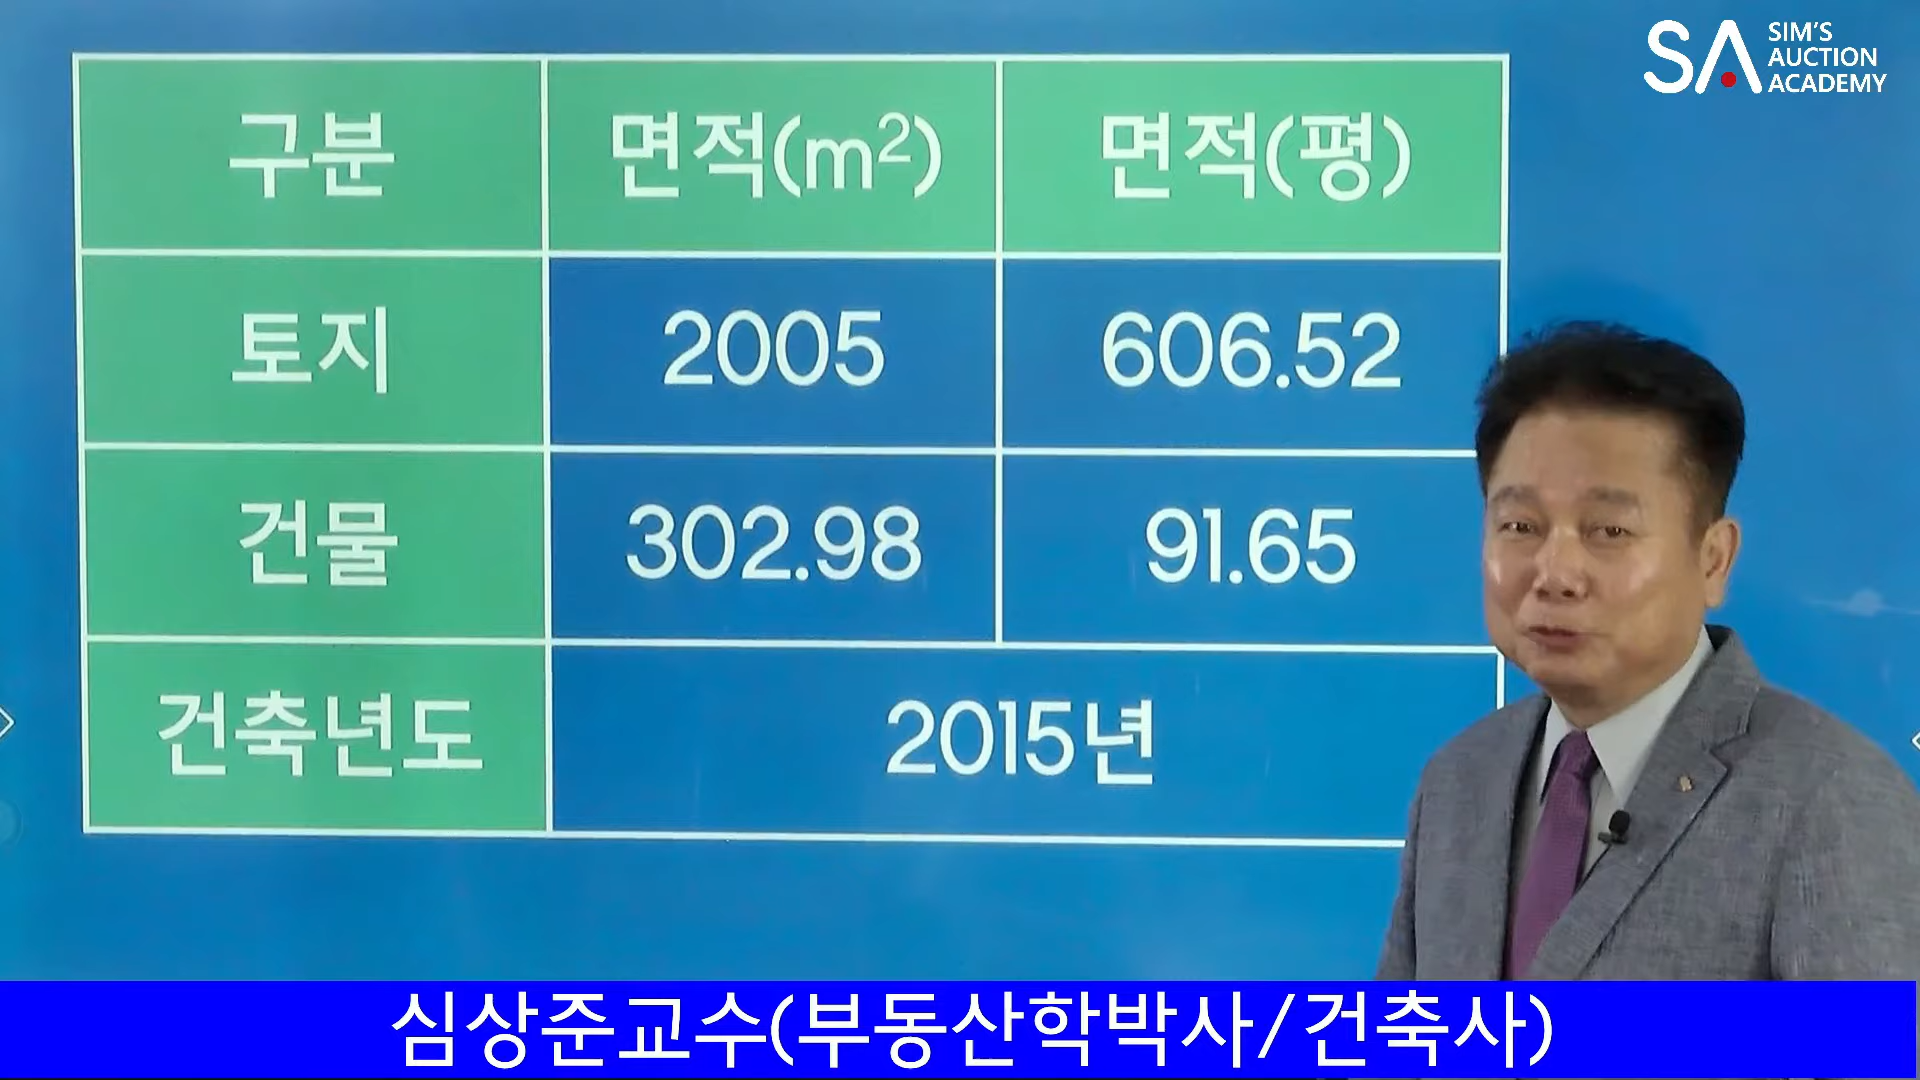 SA SIM'S
AUCTION
ACADEMY
구분 면적(m²) 면적(평)
토지 2005 606.52
건물 302.98 91.65
건축년도 2015년
심상준교수(부동산학박사/건축사)